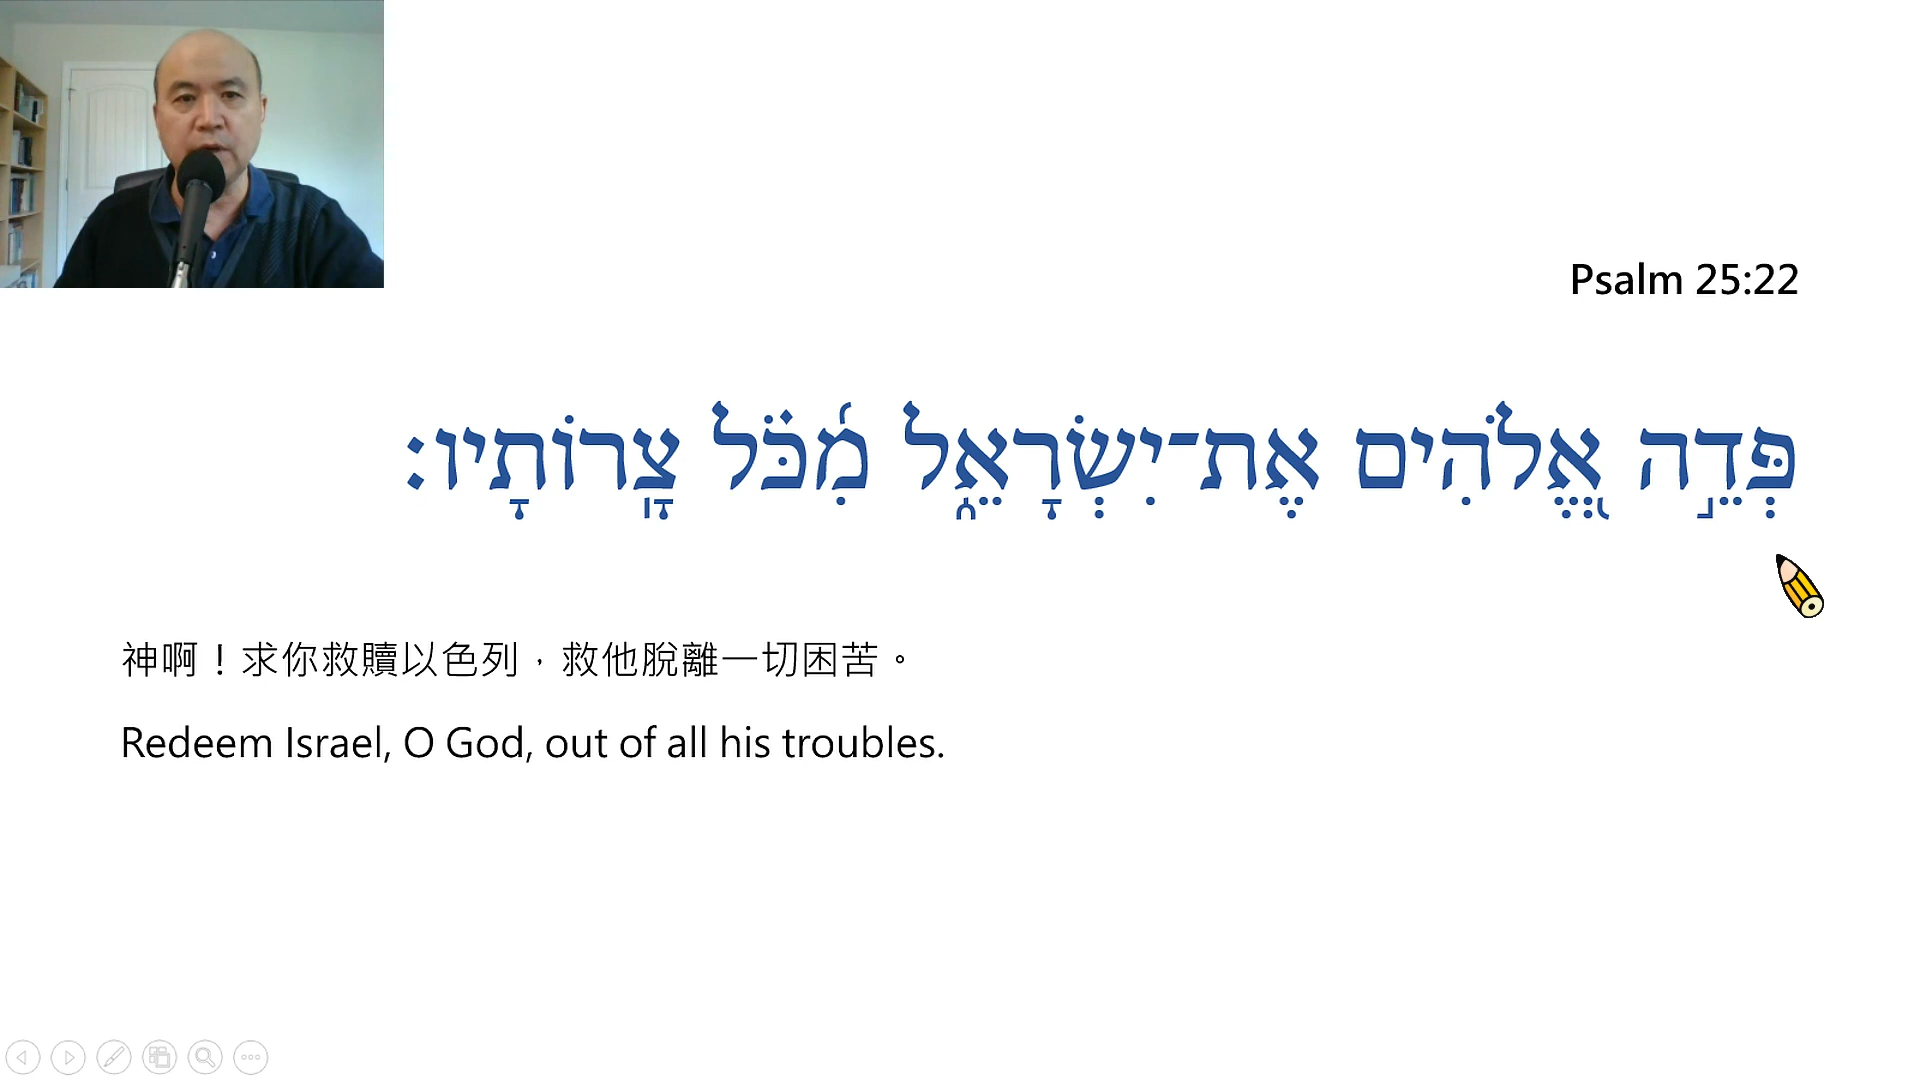 Psalm 25:22
פְּדֵ֥ה אֱ֭לֹהִים אֶת־יִשְׂרָאֵ֑ל מִ֝כֹּ֗ל צָֽרוֹתָיו׃
神啊！求你救贖以色列，救他脫離一切困苦。
Redeem Israel, O God, out of all his troubles.